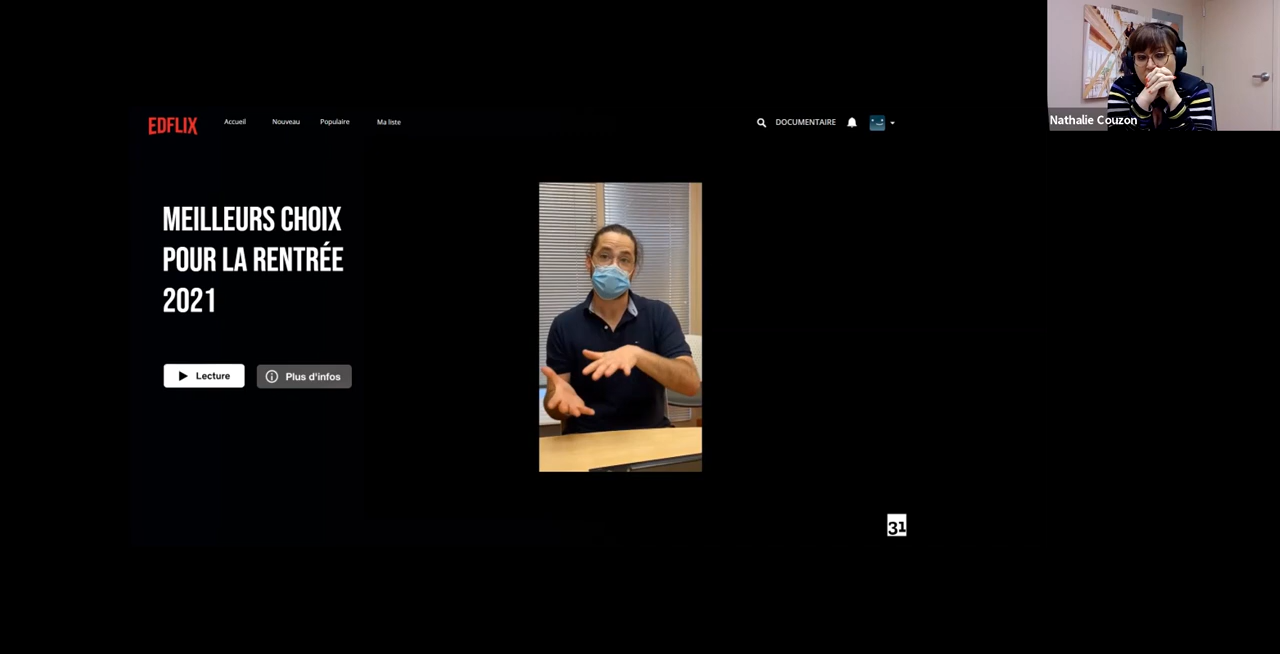 Nathalie Couzon
EDFLIX Accueil Nouveau Populaire Ma liste DOCUMENTAIRE
MEILLEURS CHOIX
POUR LA RENTRÉE
2021
Lecture Plus d'infos
31